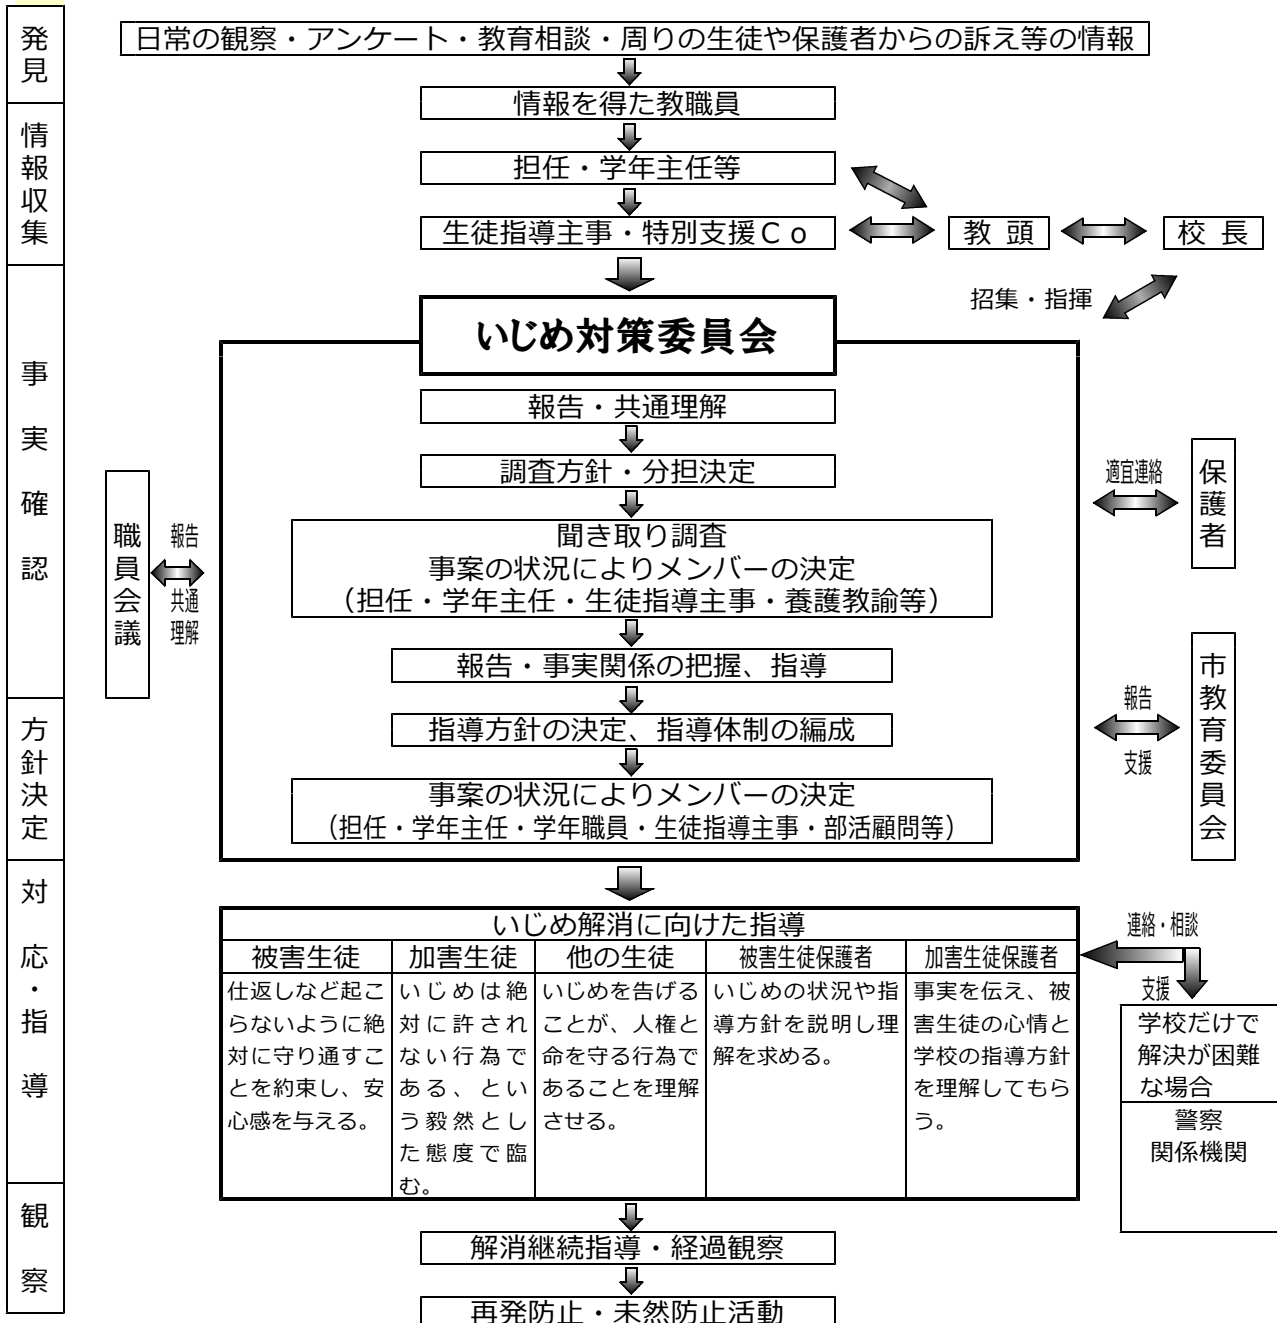 発見
日常の観察・アンケート・教育相談・周りの生徒や保護者からの訴え等の情報
情報収集
情報を得た教職員
担任・学年主任等
生徒指導主事・特別支援Ｃｏ
教 頭
校 長
招集・指揮
事実確認
いじめ対策委員会
報告・共通理解
調査方針・分担決定
聞き取り調査
事案の状況によりメンバーの決定
（担任・学年主任・生徒指導主事・養護教諭等）
報告・事実関係の把握、指導
職員会議
報告
共通
理解
適宜連絡
保護者
方針決定
指導方針の決定、指導体制の編成
事案の状況によりメンバーの決定
（担任・学年主任・学年職員・生徒指導主事・部活顧問等）
報告
支援
市教育委員会
対応・指導
いじめ解消に向けた指導
被害生徒
仕返しなど起こ
らないように絶
対に守り通すこ
とを約束し、安
心感を与える。
加害生徒
いじめは絶
対に許され
ない行為で
ある、とい
う毅然とし
た態度で臨
む。
他の生徒
いじめを告げる
ことが、人権と
命を守る行為で
あることを理解
させる。
被害生徒保護者
いじめの状況や指
導方針を説明し理
解を求める。
加害生徒保護者
事実を伝え、被
害生徒の心情と
学校の指導方針
を理解してもら
う。
連絡・相談
支援
学校だけで
解決が困難
な場合
警察
関係機関
観察
解消継続指導・経過観察
再発防止・未然防止活動